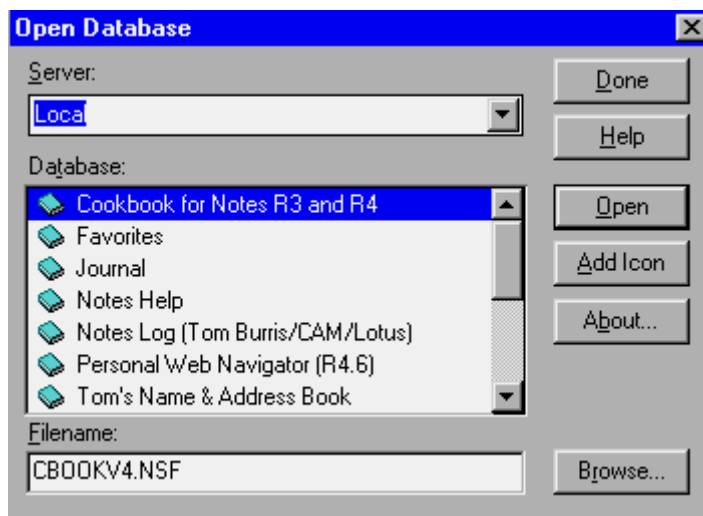 Open Database
Server:
Local
Database:
Cookbook for Notes R3 and R4
Favorites
Journal
Notes Help
Notes Log (Tom Burris/CAM/Lotus)
Personal Web Navigator (R4.6)
Tom's Name & Address Book
Filename:
CBOOKV4.NSF
Done
Help
Open
Add Icon
About...
Browse...